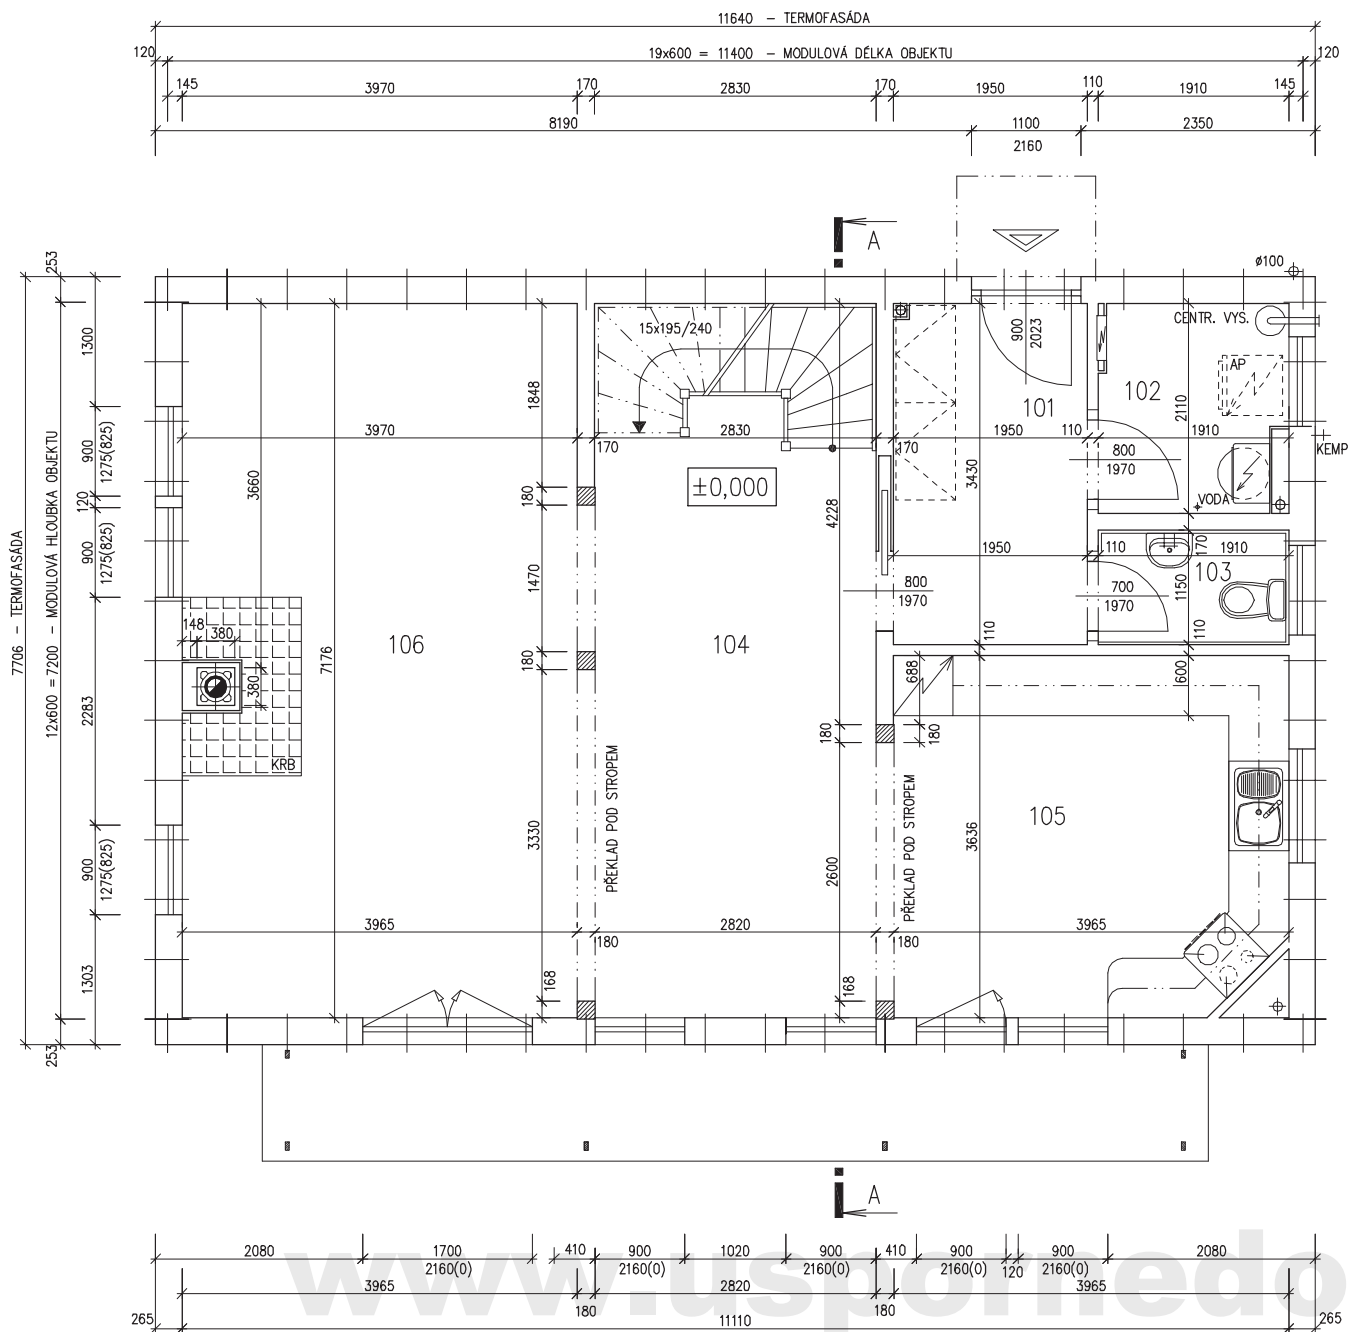 11640 – TERMOFASÁDA
120 19x600 = 11400 – MODULOVÁ DÉLKA OBJEKTU 120
145 3970 170 2830 170 1950 110 1910 145
8190 1100 2350
2160
A
ø100
253
1300
900
1275(825)
120
900
1275(825)
2283
900
1275(825)
1303
253
7706 – TERMOFASÁDA
12x600 = 7200 – MODULOVÁ HLOUBKA OBJEKTU
15x195/240
CENTR. VYS.
AP
900
2023
101
102
1848
2110
3970 170 2830 170 1950 110 1910
KEMP
800
1970
3660
180
±0,000
3430
4228
VODA
1470
1950 110 170 1910
103
800
1970
700
1970
1150
148 380
380
106
7176
180
104
110
110
688
600
180
180
KRB
PŘEKLAD POD STROPEM
PŘEKLAD POD STROPEM
105
3330
2600
3636
3965 180 2820 180 3965
168
168
A
2080 1700 410 900 1020 900 410 900 120 900 2080
2160(0) 2160(0) 2160(0) 2160(0) 2160(0)
3965 180 2820 180 3965
265 11110 265
www.uspornedo